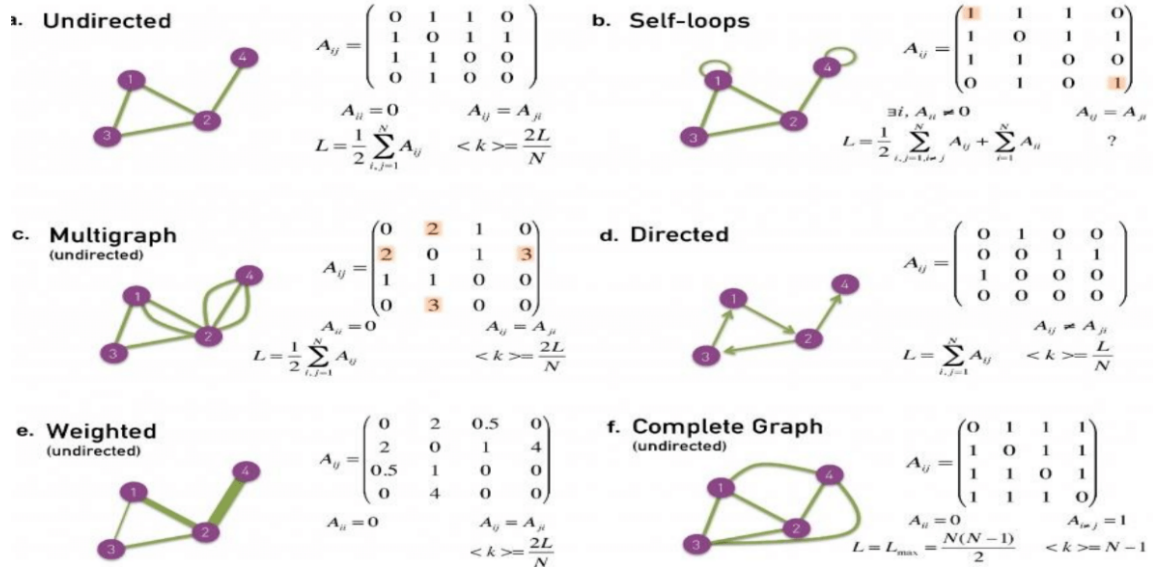 a. Undirected
1
2
3
4
A_ij = ( 0 1 1 0
1 0 1 1
1 1 0 0
0 1 0 0 )
A_ii = 0 A_ij = A_ji
L = 1/2 ∑_{i,j=1}^{N} A_ij < k >= 2L/N
b. Self-loops
1
2
3
4
A_ij = ( 1 1 1 0
1 0 1 1
1 1 0 0
0 1 0 1 )
∃i, A_ii ≠ 0 A_ij = A_ji
L = 1/2 ∑_{i,j=1,i≠j}^{N} A_ij + ∑_{i=1}^{N} A_ii ?
c. Multigraph
(undirected)
1
2
3
4
A_ij = ( 0 2 1 0
2 0 1 3
1 1 0 0
0 3 0 0 )
A_ii = 0 A_ij = A_ji
L = 1/2 ∑_{i,j=1}^{N} A_ij < k >= 2L/N
d. Directed
1
2
3
4
A_ij = ( 0 1 0 0
0 0 1 1
1 0 0 0
0 0 0 0 )
A_ij ≠ A_ji
L = ∑_{i,j=1}^{N} A_ij < k >= L/N
e. Weighted
(undirected)
1
2
3
4
A_ij = ( 0 2 0.5 0
2 0 1 4
0.5 1 0 0
0 4 0 0 )
A_ii = 0 A_ij = A_ji
< k >= 2L/N
f. Complete Graph
(undirected)
1
2
3
4
A_ij = ( 0 1 1 1
1 0 1 1
1 1 0 1
1 1 1 0 )
A_ii = 0 A_{i≠j} = 1
L = L_max = N(N − 1)/2 < k >= N − 1